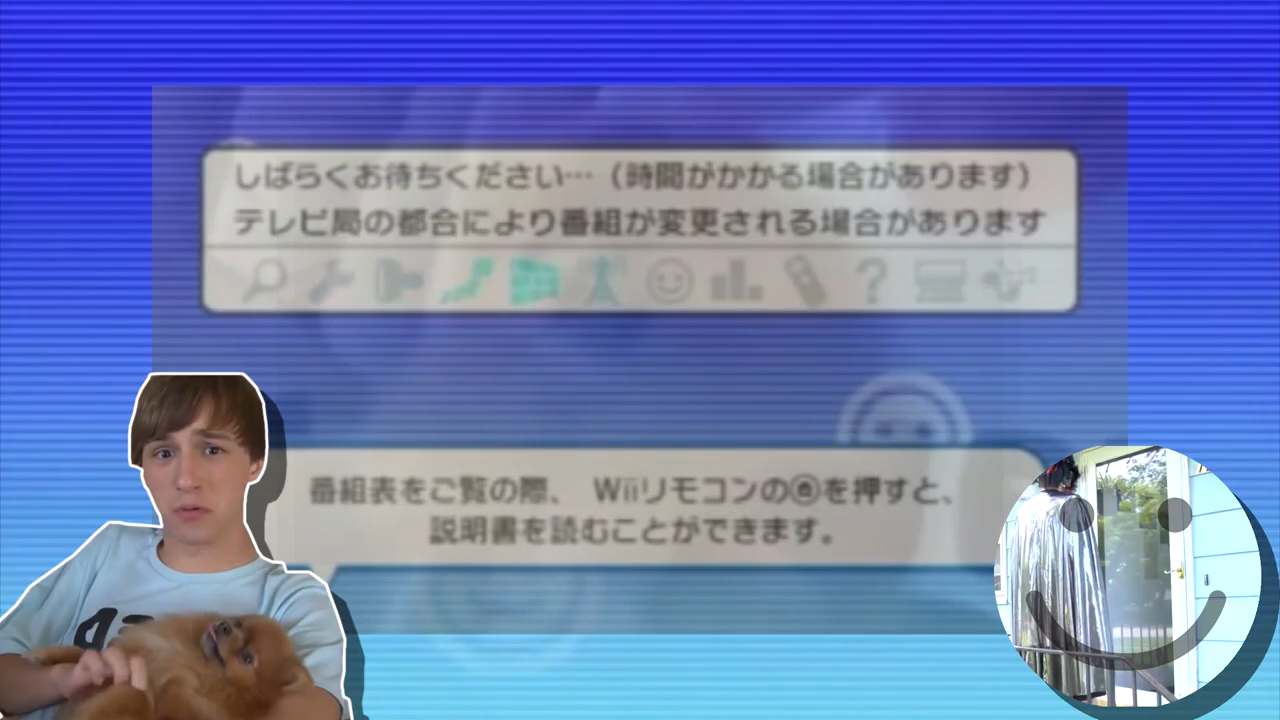 しばらくお待ちください…（時間がかかる場合があります）
テレビ局の都合により番組が変更される場合があります
?
番組表をご覧の際、 Wiiリモコンの⊖を押すと、
説明書を読むことができます。